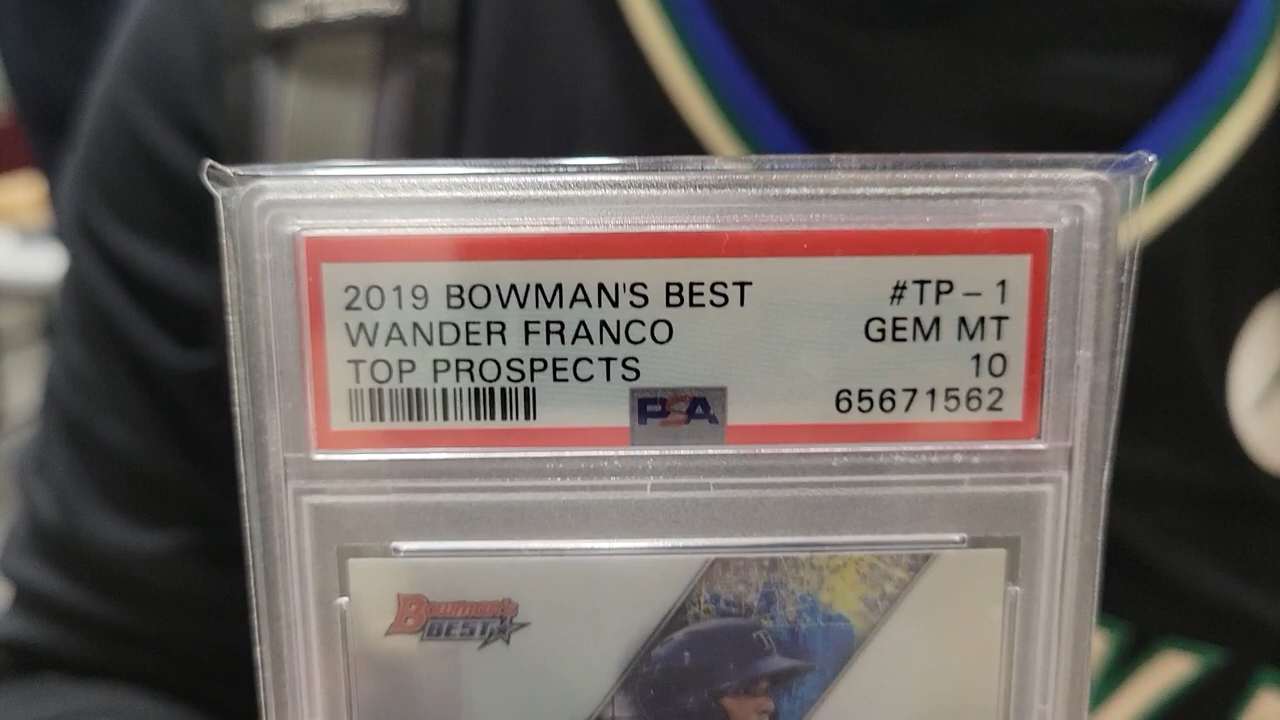 2019 BOWMAN'S BEST #TP-1
WANDER FRANCO GEM MT
TOP PROSPECTS 10
PSA 65671562
Bowman's
BEST